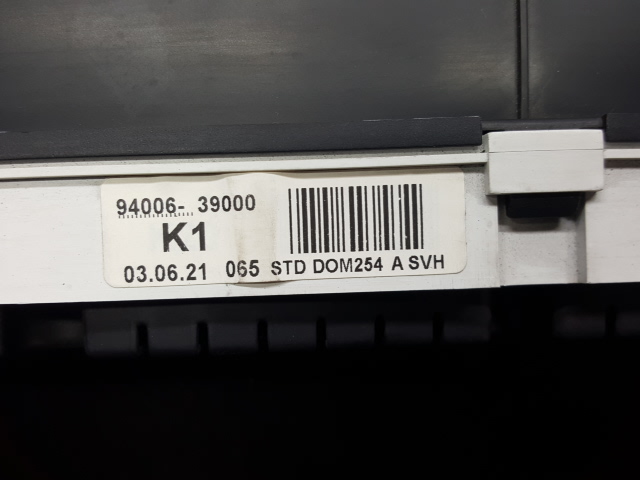 94006- 39000
K1
03.06.21 065 STD DOM254 A SVH